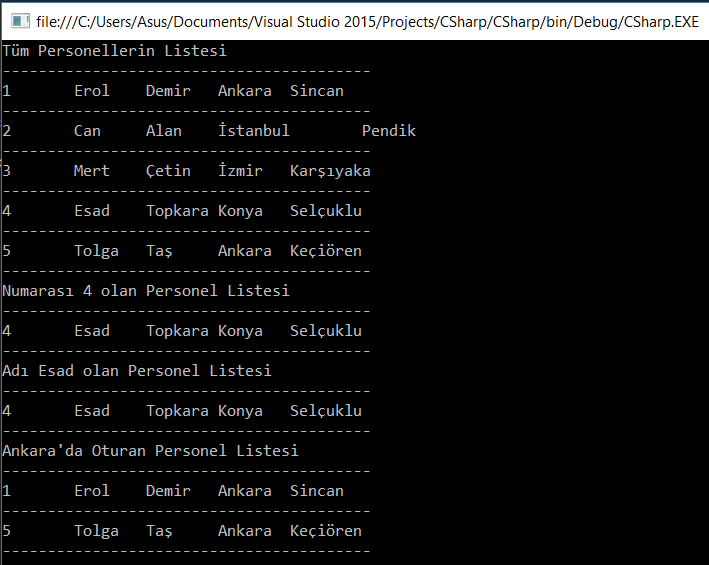 file:///C:/Users/Asus/Documents/Visual Studio 2015/Projects/CSharp/CSharp/bin/Debug/CSharp.EXE
Tüm Personellerin Listesi
-----------------------------------------
1 Erol Demir Ankara Sincan
-----------------------------------------
2 Can Alan İstanbul Pendik
-----------------------------------------
3 Mert Çetin İzmir Karşıyaka
-----------------------------------------
4 Esad Topkara Konya Selçuklu
-----------------------------------------
5 Tolga Taş Ankara Keçiören
-----------------------------------------
Numarası 4 olan Personel Listesi
-----------------------------------------
4 Esad Topkara Konya Selçuklu
-----------------------------------------
Adı Esad olan Personel Listesi
-----------------------------------------
4 Esad Topkara Konya Selçuklu
-----------------------------------------
Ankara'da Oturan Personel Listesi
-----------------------------------------
1 Erol Demir Ankara Sincan
-----------------------------------------
5 Tolga Taş Ankara Keçiören
-----------------------------------------